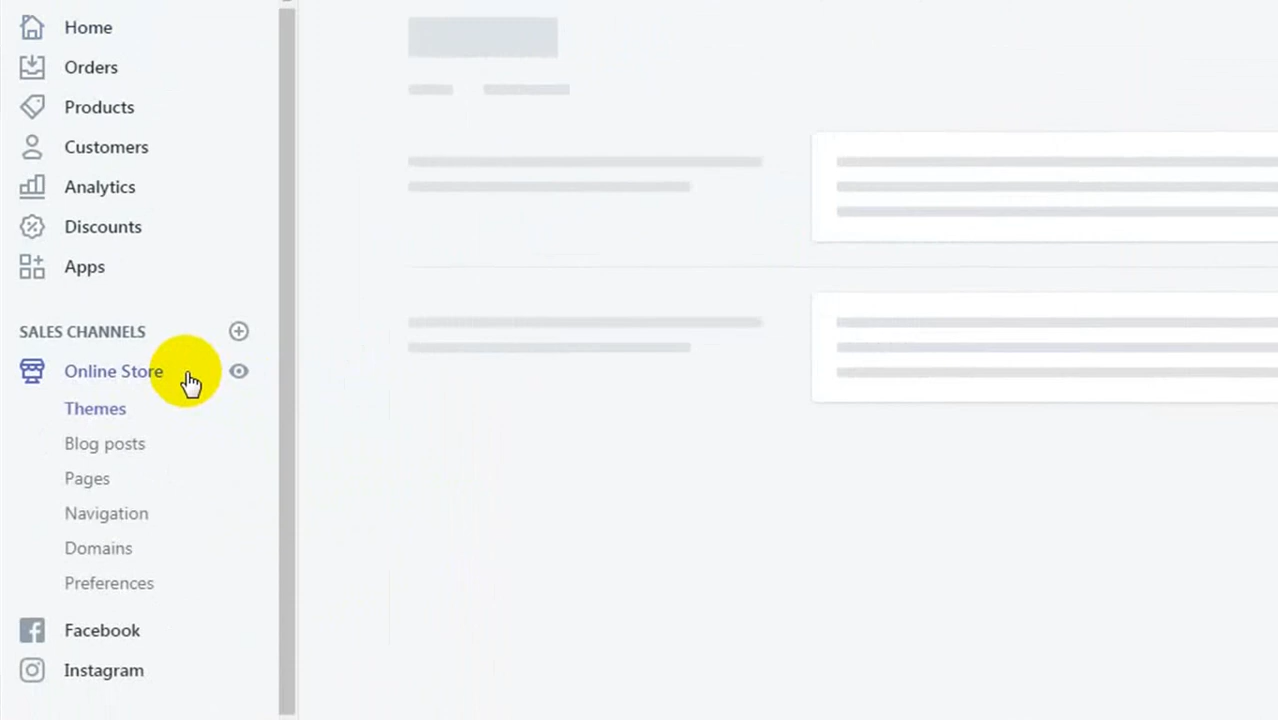 Home
Orders
Products
Customers
Analytics
Discounts
Apps
SALES CHANNELS
Online Store
Themes
Blog posts
Pages
Navigation
Domains
Preferences
Facebook
Instagram